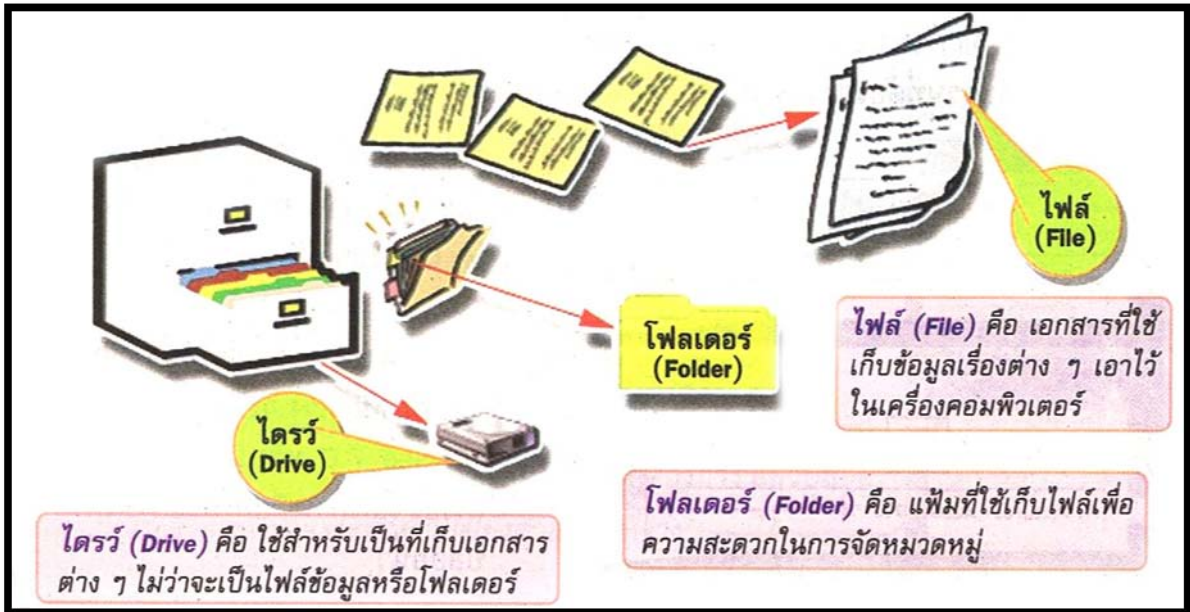 ไฟล์
(File)
ไฟล์ (File) คือ เอกสารที่ใช้
เก็บข้อมูลเรื่องต่าง ๆ เอาไว้
ในเครื่องคอมพิวเตอร์
โฟลเดอร์
(Folder)
ไดรว์
(Drive)
โฟลเดอร์ (Folder) คือ แฟ้มที่ใช้เก็บไฟล์เพื่อ
ความสะดวกในการจัดหมวดหมู่
ไดรว์ (Drive) คือ ใช้สำหรับเป็นที่เก็บเอกสาร
ต่าง ๆ ไม่ว่าจะเป็นไฟล์ข้อมูลหรือโฟลเดอร์